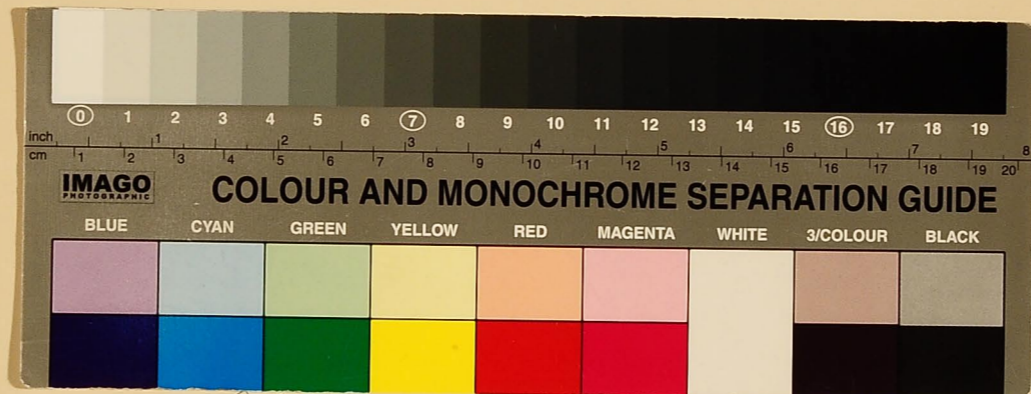 0 1 2 3 4 5 6 7 8 9 10 11 12 13 14 15 16 17 18 19
inch 1 2 3 4 5 6 7 8
cm 1 2 3 4 5 6 7 8 9 10 11 12 13 14 15 16 17 18 19 20
IMAGO
PHOTOGRAPHIC
COLOUR AND MONOCHROME SEPARATION GUIDE
BLUE CYAN GREEN YELLOW RED MAGENTA WHITE 3/COLOUR BLACK